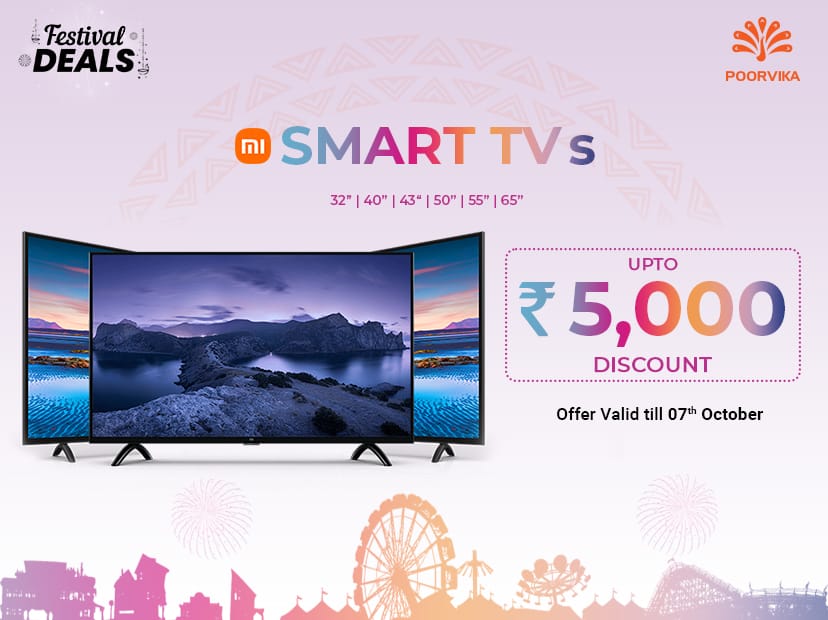 Festival
DEALS
POORVIKA
mi SMART TVs
32” | 40” | 43“ | 50” | 55” | 65”
UPTO
₹ 5,000
DISCOUNT
Offer Valid till 07th October